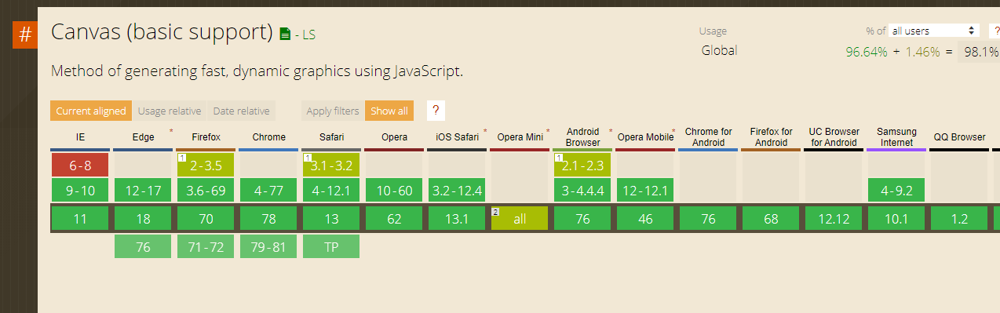 # Canvas (basic support) - LS
Usage % of all users ?
Global 96.64% + 1.46% = 98.1%
Method of generating fast, dynamic graphics using JavaScript.
Current aligned Usage relative Date relative Apply filters Show all ?
IE Edge * Firefox Chrome Safari Opera iOS Safari * Opera Mini * Android Browser * Opera Mobile * Chrome for Android Firefox for Android UC Browser for Android Samsung Internet QQ Browser
6-8 1 2-3.5 1 3.1-3.2 1 2.1-2.3
9-10 12-17 3.6-69 4-77 4-12.1 10-60 3.2-12.4 3-4.4.4 12-12.1 4-9.2
11 18 70 78 13 62 13.1 2 all 76 46 76 68 12.12 10.1 1.2
76 71-72 79-81 TP